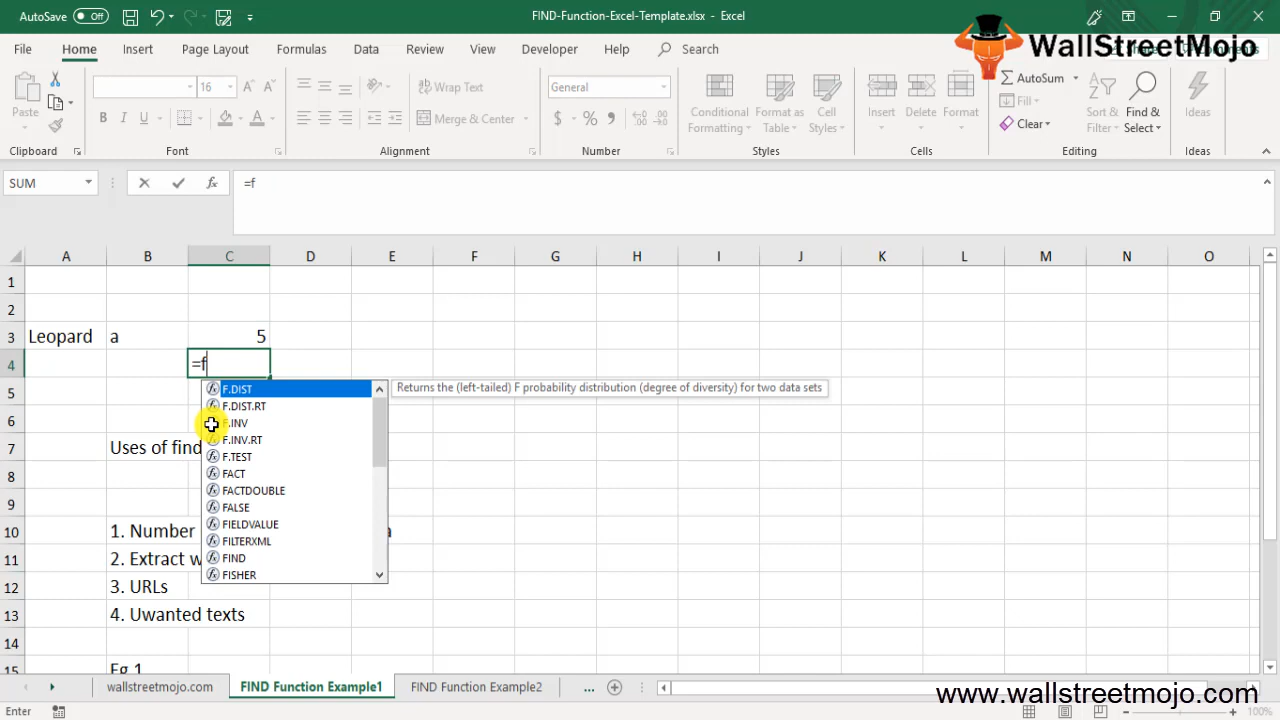 AutoSave Off
FIND-Function-Excel-Template.xlsx - Excel
WallStreetMojo
File Home Insert Page Layout Formulas Data Review View Developer Help Search
Paste
16
B I U
A A
Wrap Text
Merge & Center
General
$ % ,
Conditional Formatting
Format as Table
Cell Styles
Insert
Delete
Format
AutoSum
Fill
Clear
Sort & Filter
Find & Select
Ideas
Clipboard Font Alignment Number Styles Cells Editing Ideas
SUM fx =f
A B C D E F G H I J K L M N O
1
2
3 Leopard a 5
4 =f
F.DIST Returns the (left-tailed) F probability distribution (degree of diversity) for two data sets
5
F.DIST.RT
6 F.INV
F.INV.RT
7 Uses of find
F.TEST
8 FACT
FACTDOUBLE
9 FALSE
FIELDVALUE
10 1. Number a
FILTERXML
11 2. Extract w
FIND
FISHER
12 3. URLs
13 4. Uwanted texts
14
15 Eg 1
wallstreetmojo.com FIND Function Example1 FIND Function Example2 ...
www.wallstreetmojo.com
Enter
100%